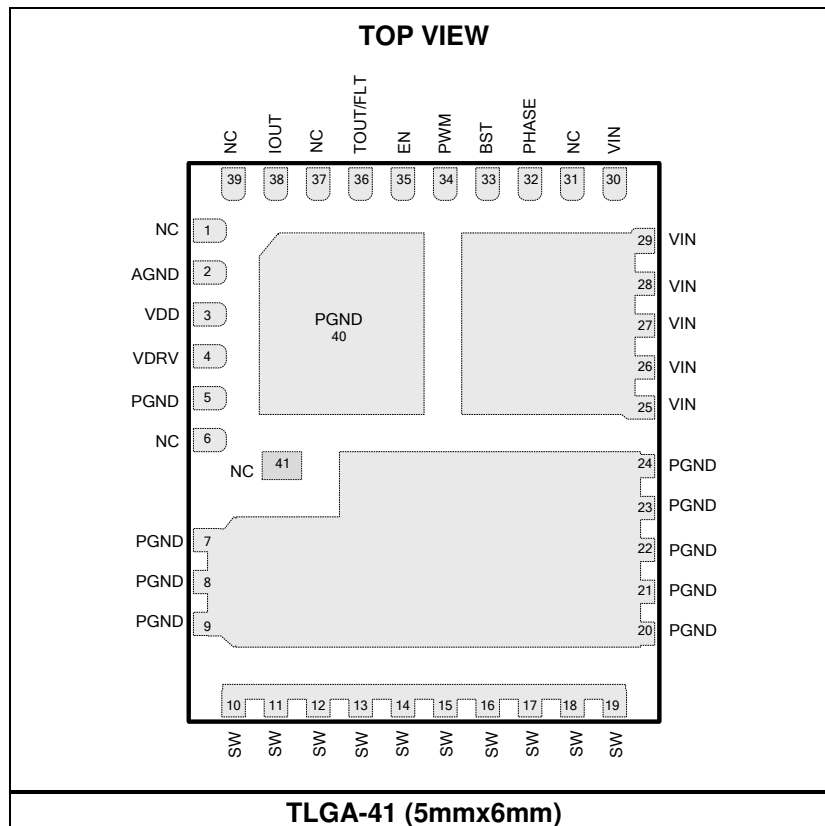 TOP VIEW
NC IOUT NC TOUT/FLT EN PWM BST PHASE NC VIN
39 38 37 36 35 34 33 32 31 30
NC 1
AGND 2
VDD 3
VDRV 4
PGND 5
NC 6
PGND
40
29 VIN
28 VIN
27 VIN
26 VIN
25 VIN
NC 41
24 PGND
23 PGND
22 PGND
21 PGND
20 PGND
PGND 7
PGND 8
PGND 9
10 11 12 13 14 15 16 17 18 19
SW SW SW SW SW SW SW SW SW SW
TLGA-41 (5mmx6mm)